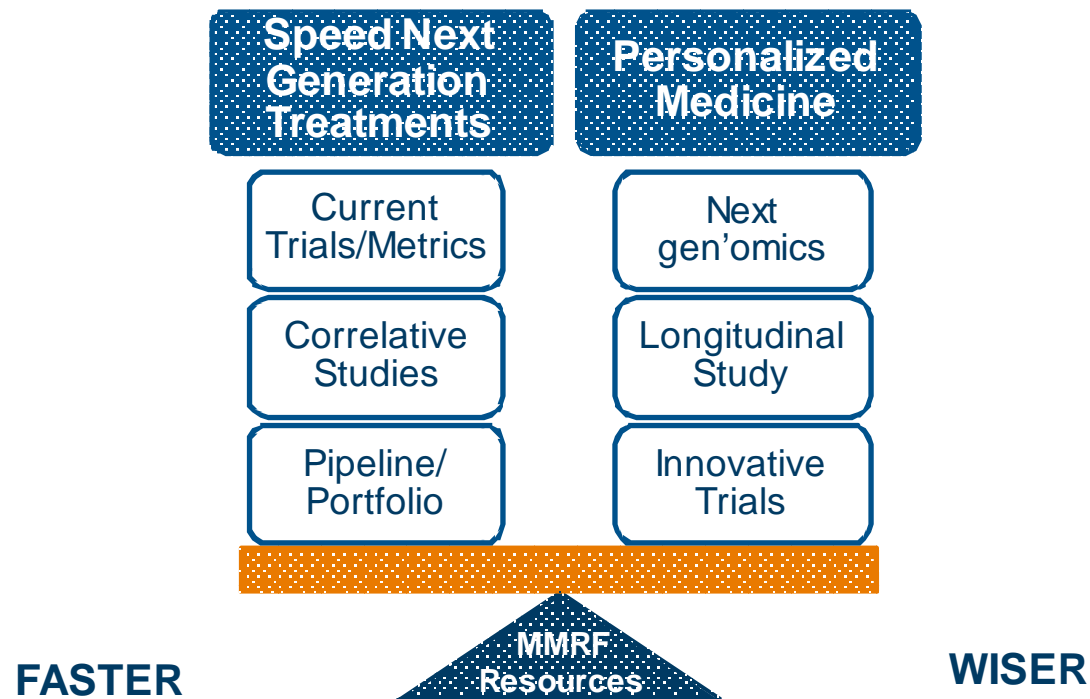 Speed Next
Generation
Treatments
Personalized
Medicine
Current
Trials/Metrics
Next
gen’omics
Correlative
Studies
Longitudinal
Study
Pipeline/
Portfolio
Innovative
Trials
MMRF
Resources
FASTER
WISER